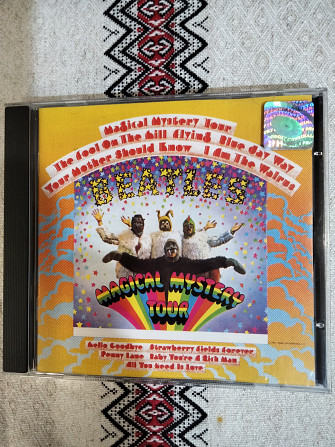 Magical Mystery Tour
The Fool On The Hill Flying Blue Jay Way
Your Mother Should Know I Am The Walrus
BEATLES
MAGICAL MYSTERY
TOUR
Hello Goodbye Strawberry Fields Forever
Penny Lane Baby You're A Rich Man
All You Need Is Love